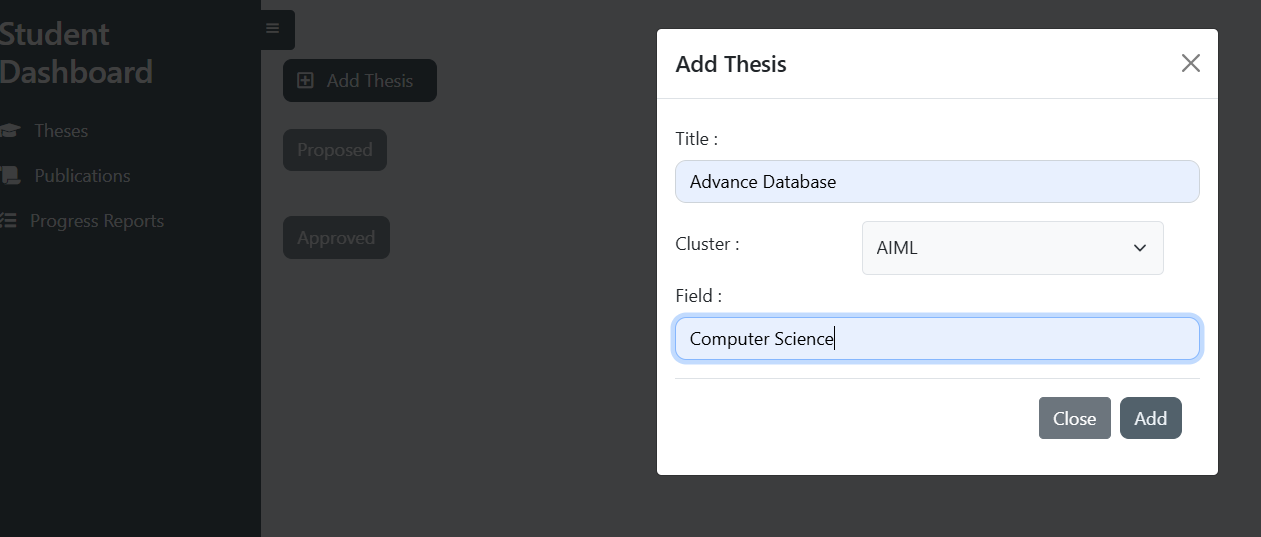 Student
Dashboard
Theses
Publications
Progress Reports
Add Thesis
Proposed
Approved
Add Thesis
Title :
Advance Database
Cluster :
AIML
Field :
Computer Science
Close
Add